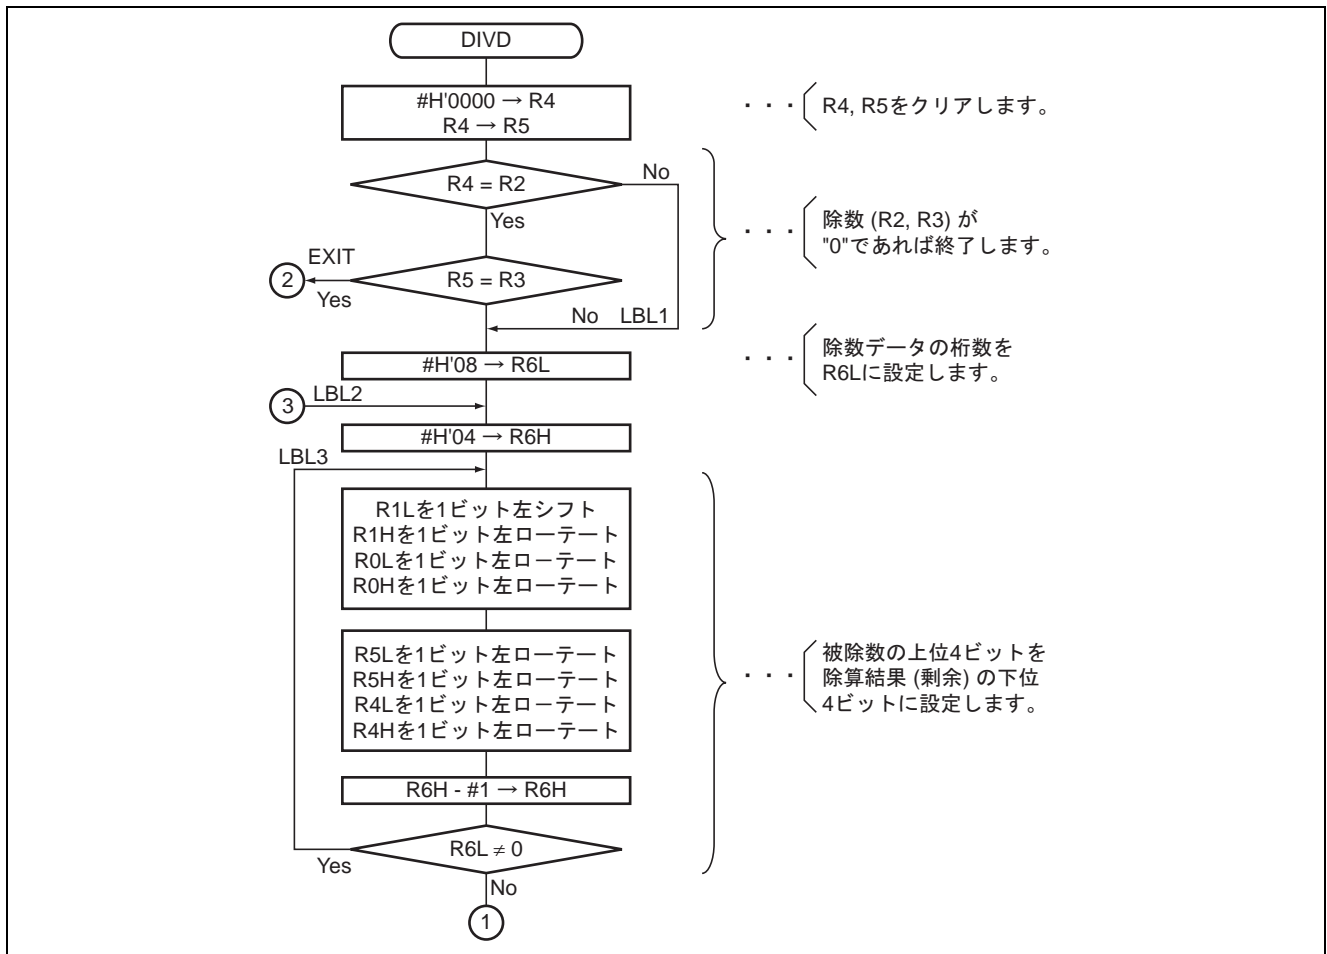 DIVD
#H'0000 → R4
R4 → R5
・・・ R4, R5をクリアします。
R4 = R2
No
Yes
・・・ 除数 (R2, R3) が
"0"であれば終了します。
EXIT
2
Yes
R5 = R3
No LBL1
#H'08 → R6L
・・・ 除数データの桁数を
R6Lに設定します。
3
LBL2
#H'04 → R6H
LBL3
R1Lを1ビット左シフト
R1Hを1ビット左ローテート
R0Lを1ビット左ローテート
R0Hを1ビット左ローテート
R5Lを1ビット左ローテート
R5Hを1ビット左ローテート
R4Lを1ビット左ローテート
R4Hを1ビット左ローテート
・・・ 被除数の上位4ビットを
除算結果 (剰余) の下位
4ビットに設定します。
R6H - #1 → R6H
R6L ≠ 0
Yes
No
1